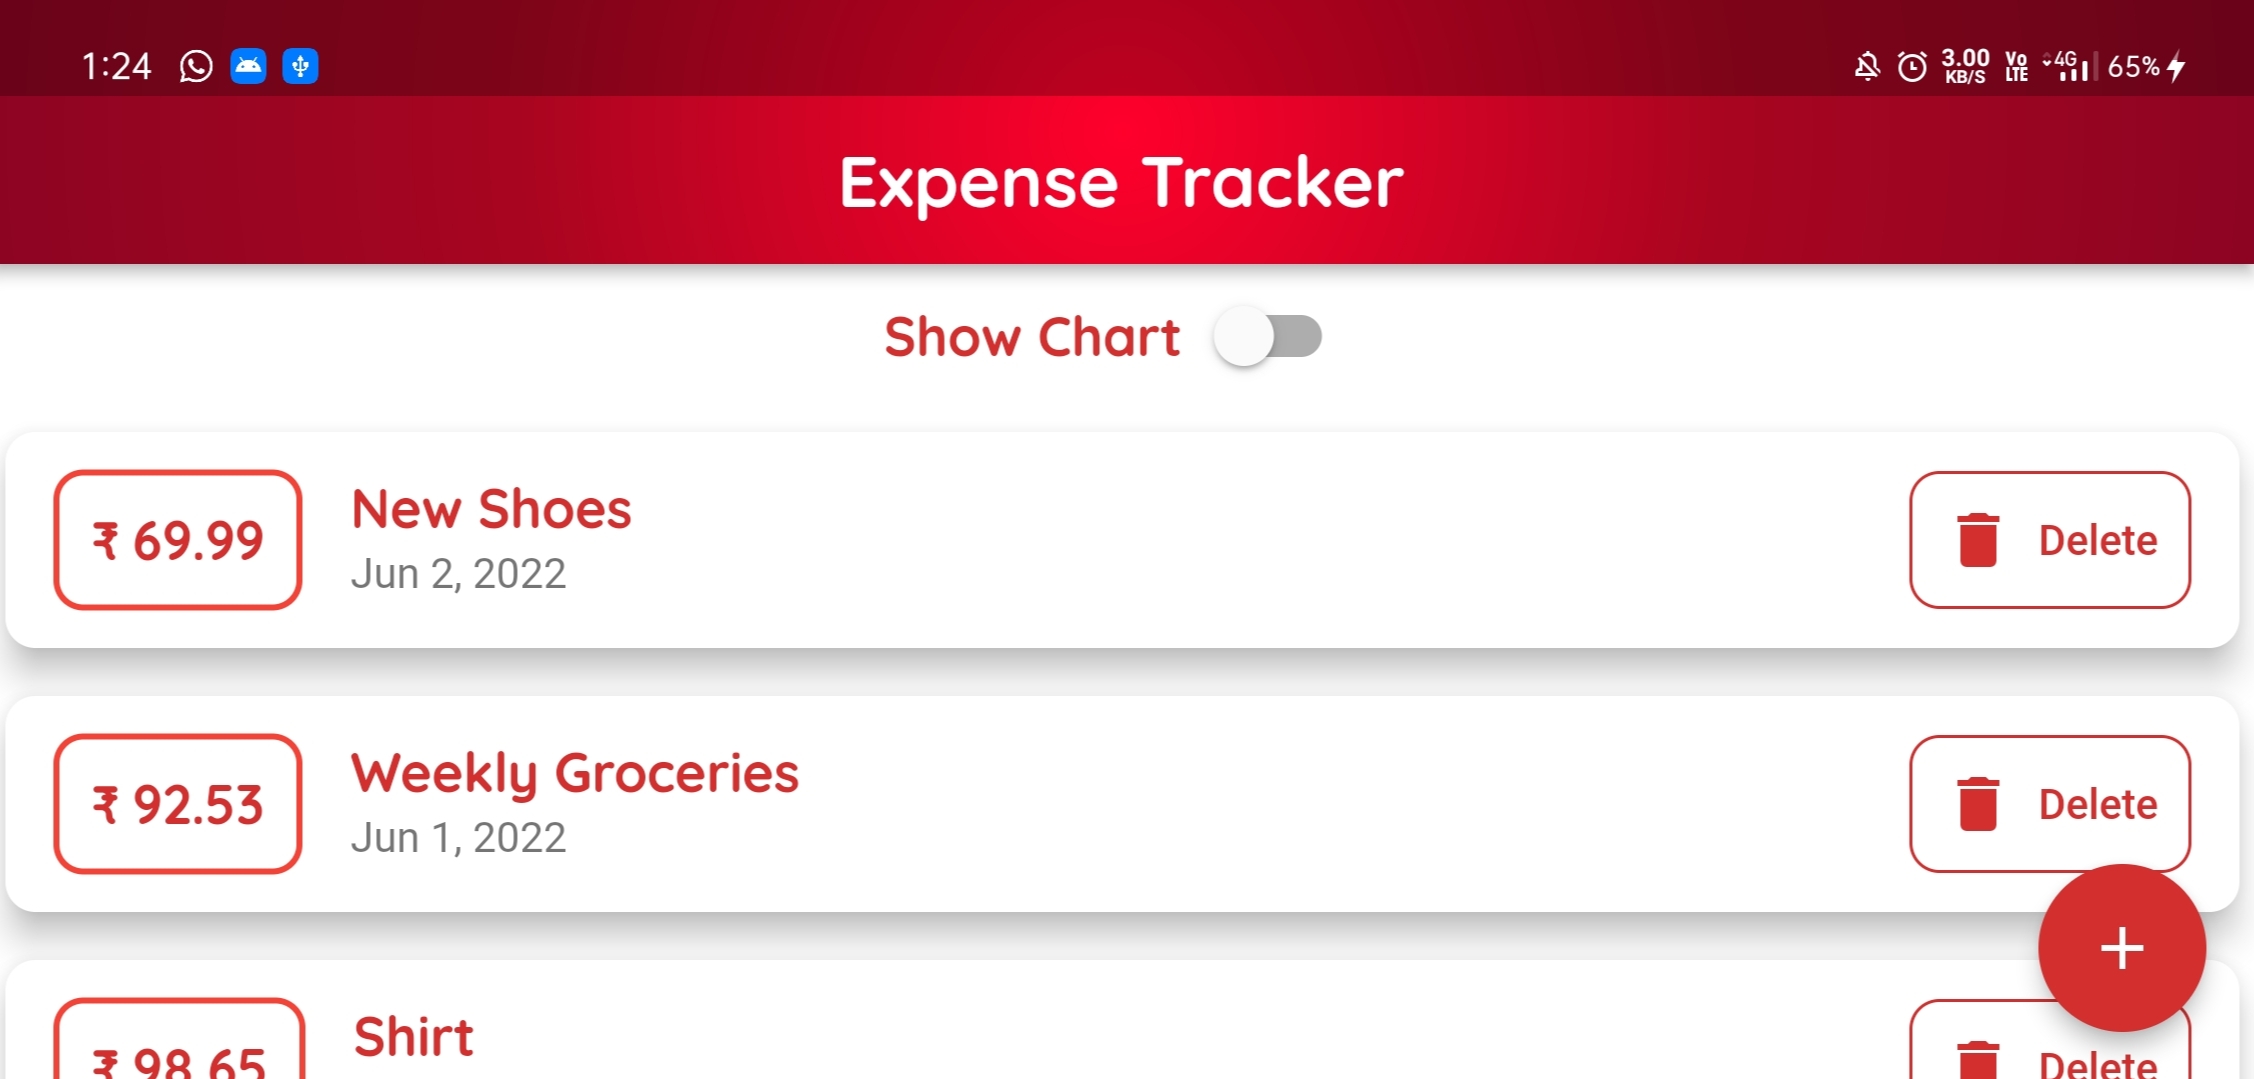 1:24 3.00 KB/S Vo LTE 4G 65%
Expense Tracker
Show Chart
₹ 69.99
New Shoes
Jun 2, 2022
Delete
₹ 92.53
Weekly Groceries
Jun 1, 2022
Delete
₹ 98.65
Shirt
Delete